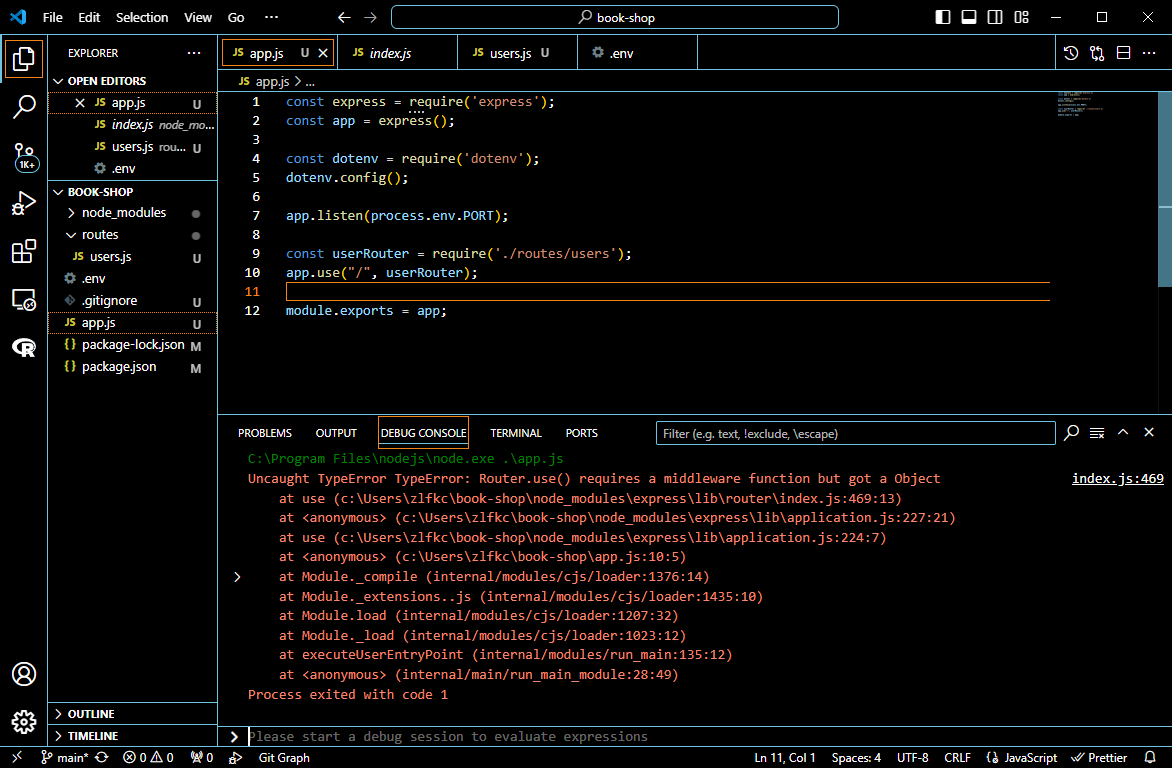 File Edit Selection View Go ··· book-shop
EXPLORER ···
OPEN EDITORS
JS app.js U
JS index.js node_mo...
JS users.js rou... U
.env
BOOK-SHOP
node_modules
routes
JS users.js U
.env
.gitignore U
JS app.js U
{} package-lock.json M
{} package.json M
OUTLINE
TIMELINE
1K+
JS app.js U
JS index.js
JS users.js U
.env
JS app.js > ...
1 const express = require('express');
2 const app = express();
3
4 const dotenv = require('dotenv');
5 dotenv.config();
6
7 app.listen(process.env.PORT);
8
9 const userRouter = require('./routes/users');
10 app.use("/", userRouter);
11
12 module.exports = app;
PROBLEMS OUTPUT DEBUG CONSOLE TERMINAL PORTS Filter (e.g. text, !exclude, \escape)
C:\Program Files\nodejs\node.exe .\app.js
Uncaught TypeError TypeError: Router.use() requires a middleware function but got a Object index.js:469
at use (c:\Users\zlfkc\book-shop\node_modules\express\lib\router\index.js:469:13)
at <anonymous> (c:\Users\zlfkc\book-shop\node_modules\express\lib\application.js:227:21)
at use (c:\Users\zlfkc\book-shop\node_modules\express\lib\application.js:224:7)
at <anonymous> (c:\Users\zlfkc\book-shop\app.js:10:5)
at Module._compile (internal/modules/cjs/loader:1376:14)
at Module._extensions..js (internal/modules/cjs/loader:1435:10)
at Module.load (internal/modules/cjs/loader:1207:32)
at Module._load (internal/modules/cjs/loader:1023:12)
at executeUserEntryPoint (internal/modules/run_main:135:12)
at <anonymous> (internal/main/run_main_module:28:49)
Process exited with code 1
Please start a debug session to evaluate expressions
main* 0 0 0 Git Graph Ln 11, Col 1 Spaces: 4 UTF-8 CRLF {} JavaScript Prettier